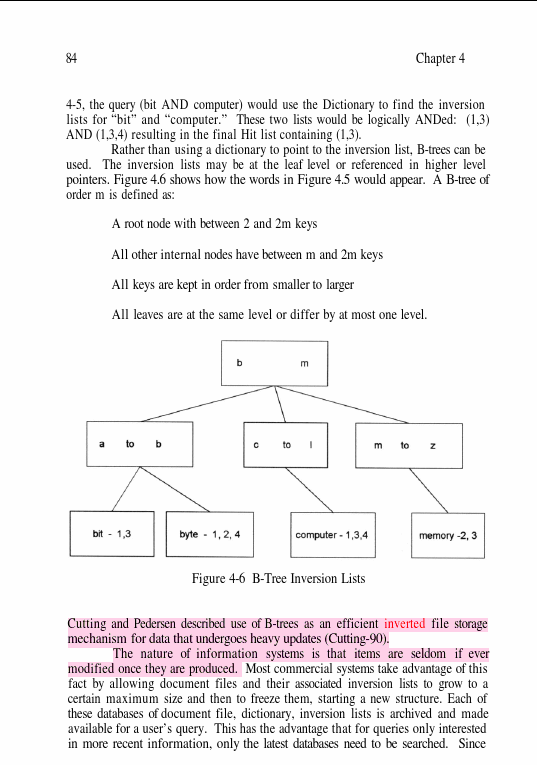 84 Chapter 4
4-5, the query (bit AND computer) would use the Dictionary to find the inversion
lists for “bit” and “computer.” These two lists would be logically ANDed: (1,3)
AND (1,3,4) resulting in the final Hit list containing (1,3).
Rather than using a dictionary to point to the inversion list, B-trees can be
used. The inversion lists may be at the leaf level or referenced in higher level
pointers. Figure 4.6 shows how the words in Figure 4.5 would appear. A B-tree of
order m is defined as:
A root node with between 2 and 2m keys
All other internal nodes have between m and 2m keys
All keys are kept in order from smaller to larger
All leaves are at the same level or differ by at most one level.
b m
a to b
c to l
m to z
bit - 1,3
byte - 1, 2, 4
computer - 1,3,4
memory -2, 3
Figure 4-6 B-Tree Inversion Lists
Cutting and Pedersen described use of B-trees as an efficient inverted file storage
mechanism for data that undergoes heavy updates (Cutting-90).
The nature of information systems is that items are seldom if ever
modified once they are produced. Most commercial systems take advantage of this
fact by allowing document files and their associated inversion lists to grow to a
certain maximum size and then to freeze them, starting a new structure. Each of
these databases of document file, dictionary, inversion lists is archived and made
available for a user’s query. This has the advantage that for queries only interested
in more recent information, only the latest databases need to be searched. Since